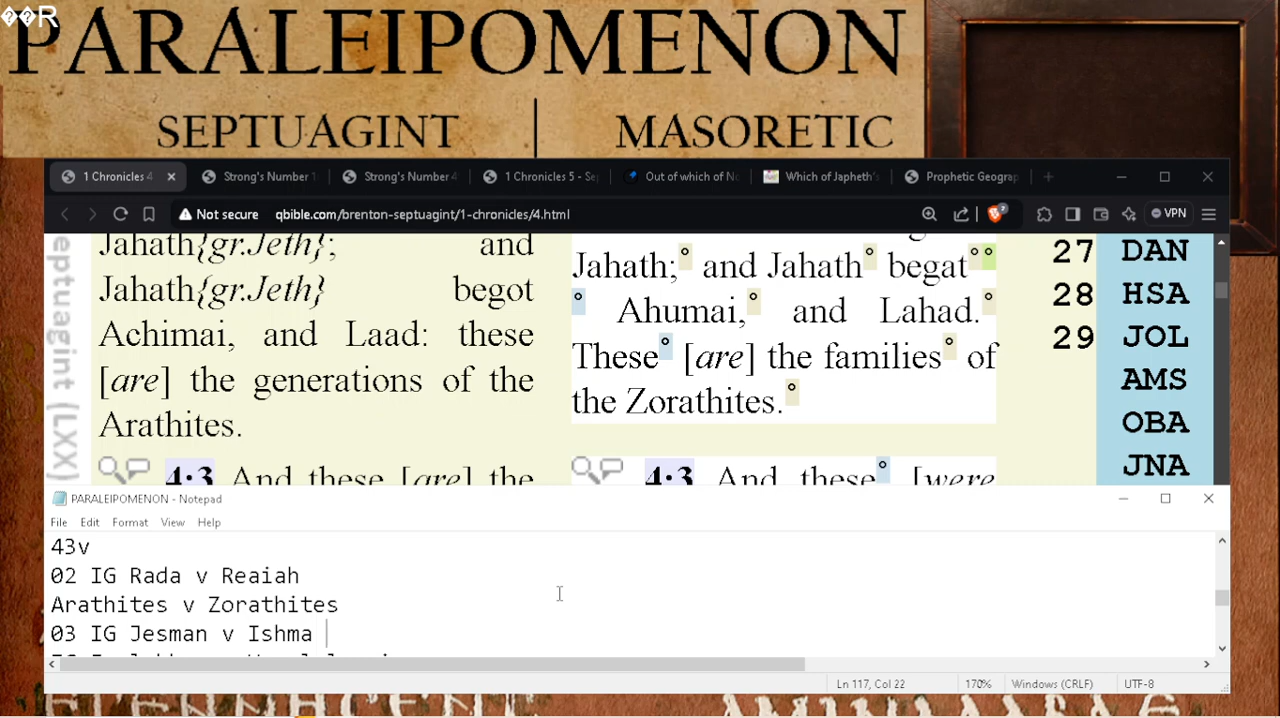 R
PARALEIPOMENON
SEPTUAGINT | MASORETIC
1 Chronicles 4 Strong's Number 1 Strong's Number 4 1 Chronicles 5 - Se Out of which of No Which of Japheth's Prophetic Geograp
Not secure qbible.com/brenton-septuagint/1-chronicles/4.html VPN
eptuagint (LXX)
Jahath{gr.Jeth}; and
Jahath{gr.Jeth} begot
Achimai, and Laad: these
[are] the generations of the
Arathites.
4:3 And these [are] the
Jahath;° and Jahath° begat°°
° Ahumai,° and Lahad.°
These° [are] the families° of
the Zorathites.°
4:3 And these° [were
27 DAN
28 HSA
29 JOL
AMS
OBA
JNA
PARALEIPOMENON - Notepad
File Edit Format View Help
43v
02 IG Rada v Reaiah
Arathites v Zorathites
03 IG Jesman v Ishma
Ln 117, Col 22 170% Windows (CRLF) UTF-8